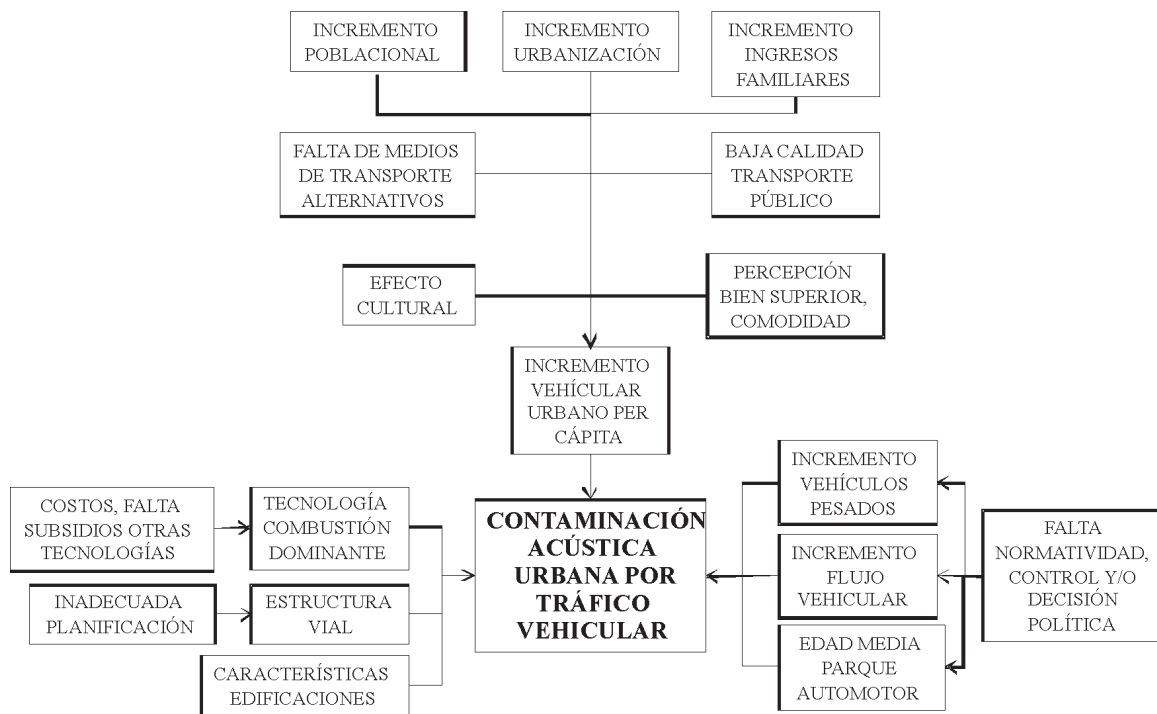 INCREMENTO
POBLACIONAL
INCREMENTO
URBANIZACIÓN
INCREMENTO
INGRESOS
FAMILIARES
FALTA DE MEDIOS
DE TRANSPORTE
ALTERNATIVOS
BAJA CALIDAD
TRANSPORTE
PÚBLICO
EFECTO
CULTURAL
PERCEPCIÓN
BIEN SUPERIOR,
COMODIDAD
INCREMENTO
VEHÍCULAR
URBANO PER
CÁPITA
COSTOS, FALTA
SUBSIDIOS OTRAS
TECNOLOGÍAS
TECNOLOGÍA
COMBUSTIÓN
DOMINANTE
INADECUADA
PLANIFICACIÓN
ESTRUCTURA
VIAL
CARACTERÍSTICAS
EDIFICACIONES
CONTAMINACIÓN
ACÚSTICA
URBANA POR
TRÁFICO
VEHICULAR
INCREMENTO
VEHÍCULOS
PESADOS
INCREMENTO
FLUJO
VEHICULAR
EDAD MEDIA
PARQUE
AUTOMOTOR
FALTA
NORMATIVIDAD,
CONTROL Y/O
DECISIÓN
POLÍTICA